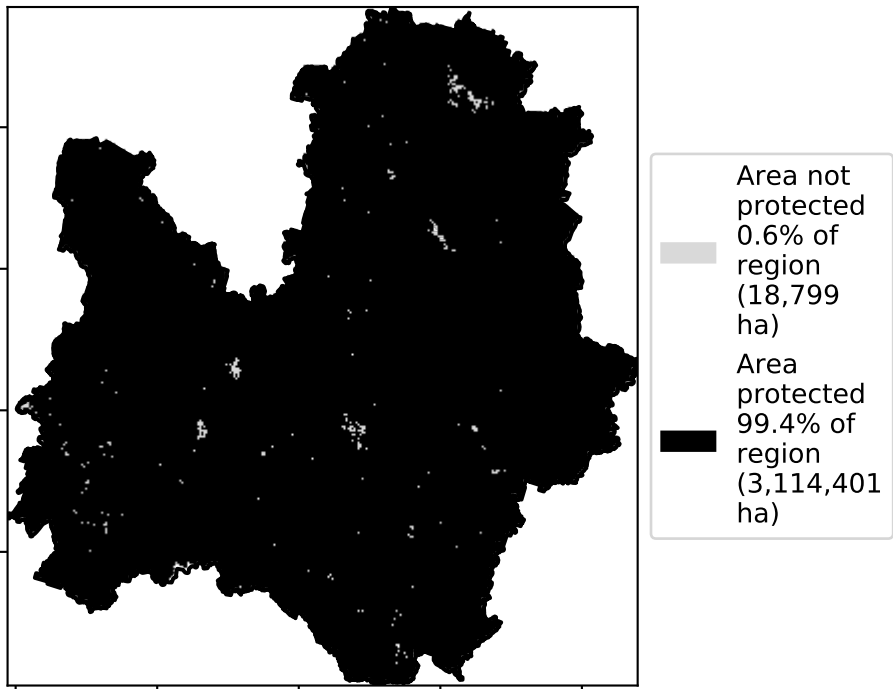 Area not
protected
0.6% of
region
(18,799
ha)
Area
protected
99.4% of
region
(3,114,401
ha)